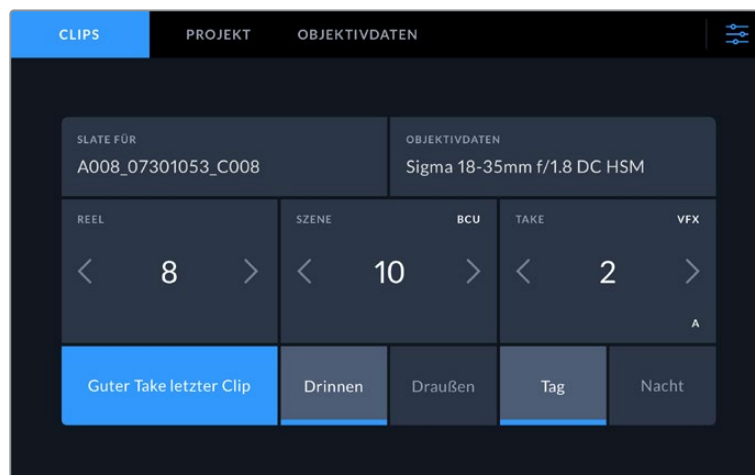 CLIPS PROJEKT OBJEKTIVDATEN
SLATE FÜR OBJEKTIVDATEN
A008_07301053_C008 Sigma 18-35mm f/1.8 DC HSM
REEL SZENE BCU TAKE VFX
8 10 2
A
Guter Take letzter Clip Drinnen Draußen Tag Nacht